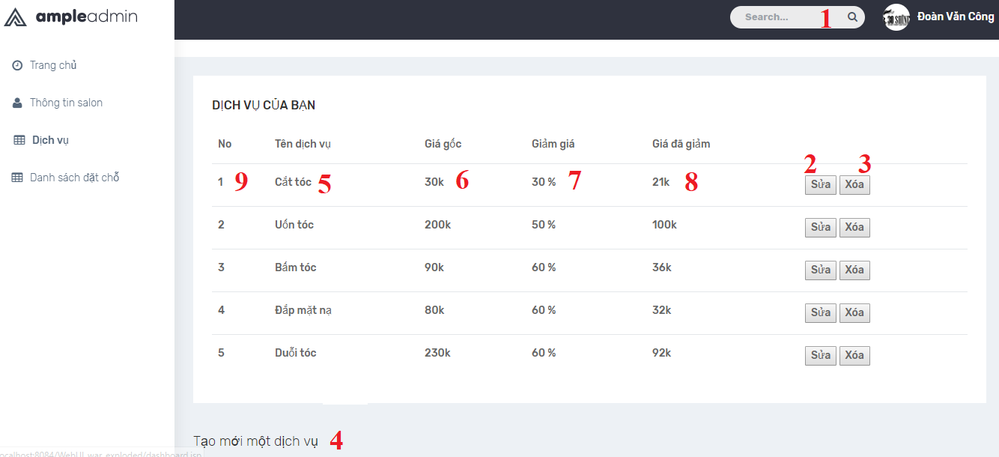 ampleadmin
Search... 1
Đoàn Văn Công
Trang chủ
Thông tin salon
Dịch vụ
Danh sách đặt chỗ
DỊCH VỤ CỦA BẠN
No Tên dịch vụ Giá gốc Giảm giá Giá đã giảm
2 3
1 9 Cắt tóc 5 30k 6 30 % 7 21k 8 Sửa Xóa
2 Uốn tóc 200k 50 % 100k Sửa Xóa
3 Bấm tóc 90k 60 % 36k Sửa Xóa
4 Đắp mặt nạ 80k 60 % 32k Sửa Xóa
5 Duỗi tóc 230k 60 % 92k Sửa Xóa
Tạo mới một dịch vụ 4
ocalhost:8084/WebUI_war_exploded/dashboard.jsp